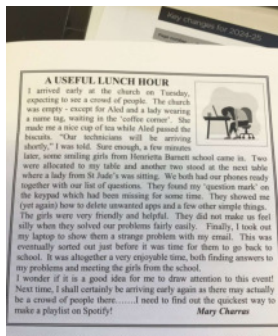 Key changes for 2024-25
A USEFUL LUNCH HOUR
I arrived early at the church on Tuesday,
expecting to see a crowd of people. The church
was empty - except for Aled and a lady wearing
a name tag, waiting in the 'coffee corner'. She
made me a nice cup of tea while Aled passed the
biscuits. "Our technicians will be arriving
shortly," I was told. Sure enough, a few minutes
later, some smiling girls from Henrietta Barnett school came in. Two
were allocated to my table and another two stood at the next table
where a lady from St Jude's was sitting. We both had our phones ready
together with our list of questions. They found my 'question mark' on
the keypad which had been missing for some time. They showed me
(yet again) how to delete unwanted apps and a few other simple things.
The girls were very friendly and helpful. They did not make us feel
silly when they solved our problems fairly easily. Finally, I took out
my laptop to show them a strange problem with my email. This was
eventually sorted out just before it was time for them to go back to
school. It was altogether a very enjoyable time, both finding answers to
my problems and meeting the girls from the school.
I wonder if it is a good idea for me to draw attention to this event!
Next time, I shall certainly be arriving early again as there may actually
be a crowd of people there.......I need to find out the quickest way to
make a playlist on Spotify! Mary Charras